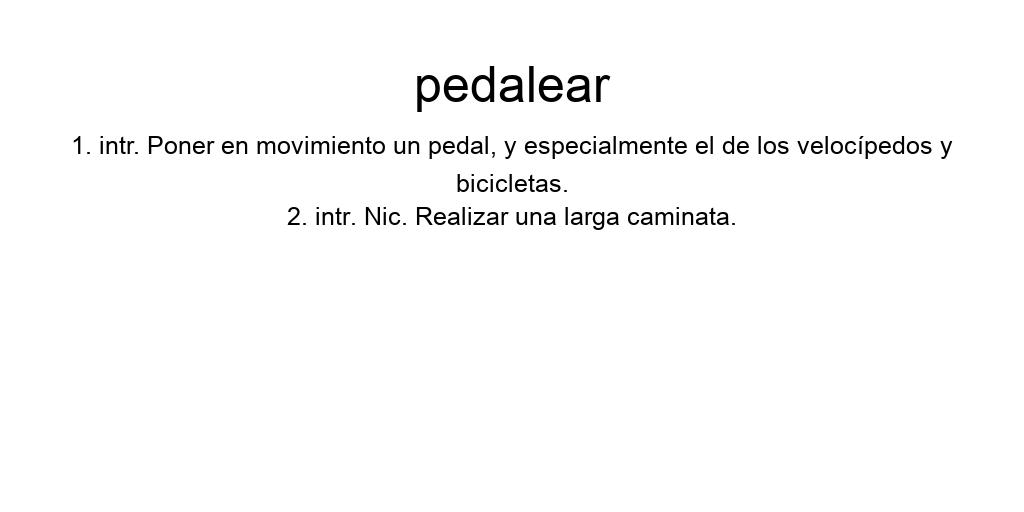 pedalear
1. intr. Poner en movimiento un pedal, y especialmente el de los velocípedos y
bicicletas.
2. intr. Nic. Realizar una larga caminata.